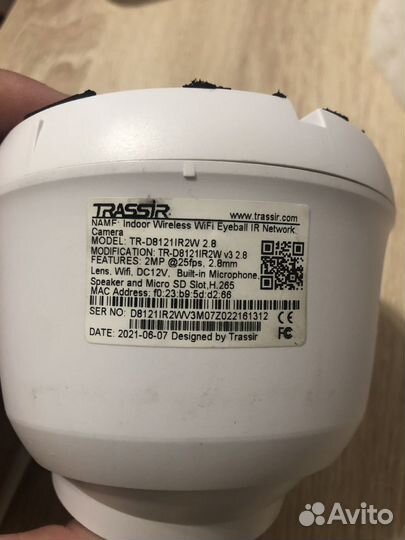 TRASSIR
www.trassir.com
NAME: Indoor Wireless WiFi Eyeball IR Network
Camera
MODEL: TR-D8121IR2W 2.8
MODIFICATION: TR-D8121IR2W v3 2.8
FEATURES: 2MP @25fps, 2.8mm
Lens, Wifi, DC12V, Built-in Microphone,
Speaker and Micro SD Slot,H.265
MAC Address: f0:23:b9:5d:d2:66
SER NO: D8121IR2WV3M07Z022161312
CE FC
DATE: 2021-06-07 Designed by Trassir
Avito